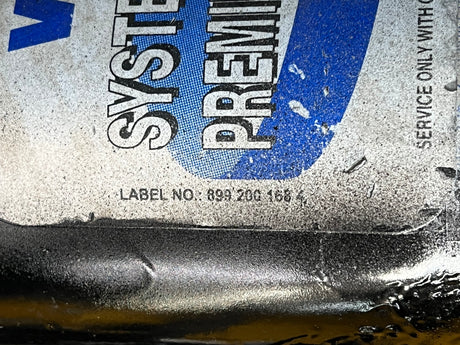 SYSTE
PREMI
SERVICE ONLY WITH
LABEL NO.: 899 200 168 4